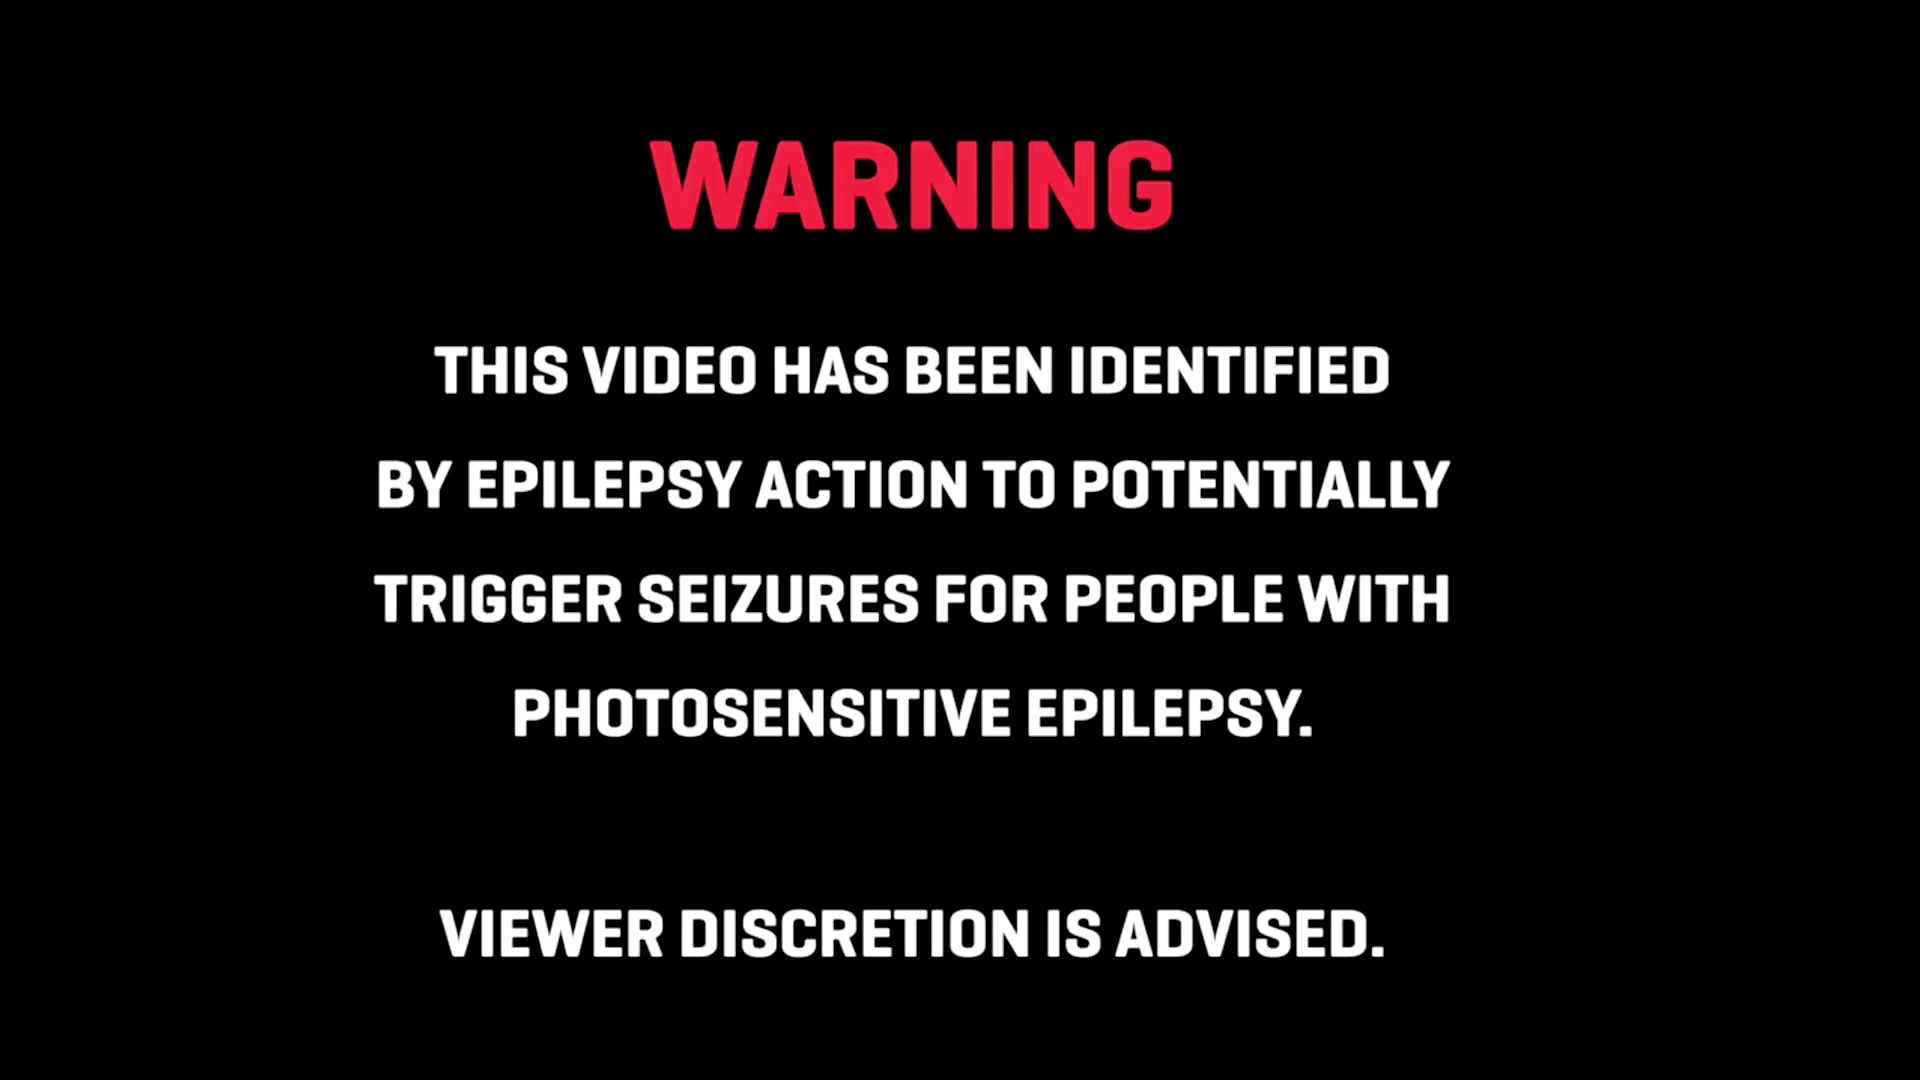 WARNING
THIS VIDEO HAS BEEN IDENTIFIED
BY EPILEPSY ACTION TO POTENTIALLY
TRIGGER SEIZURES FOR PEOPLE WITH
PHOTOSENSITIVE EPILEPSY.
VIEWER DISCRETION IS ADVISED.